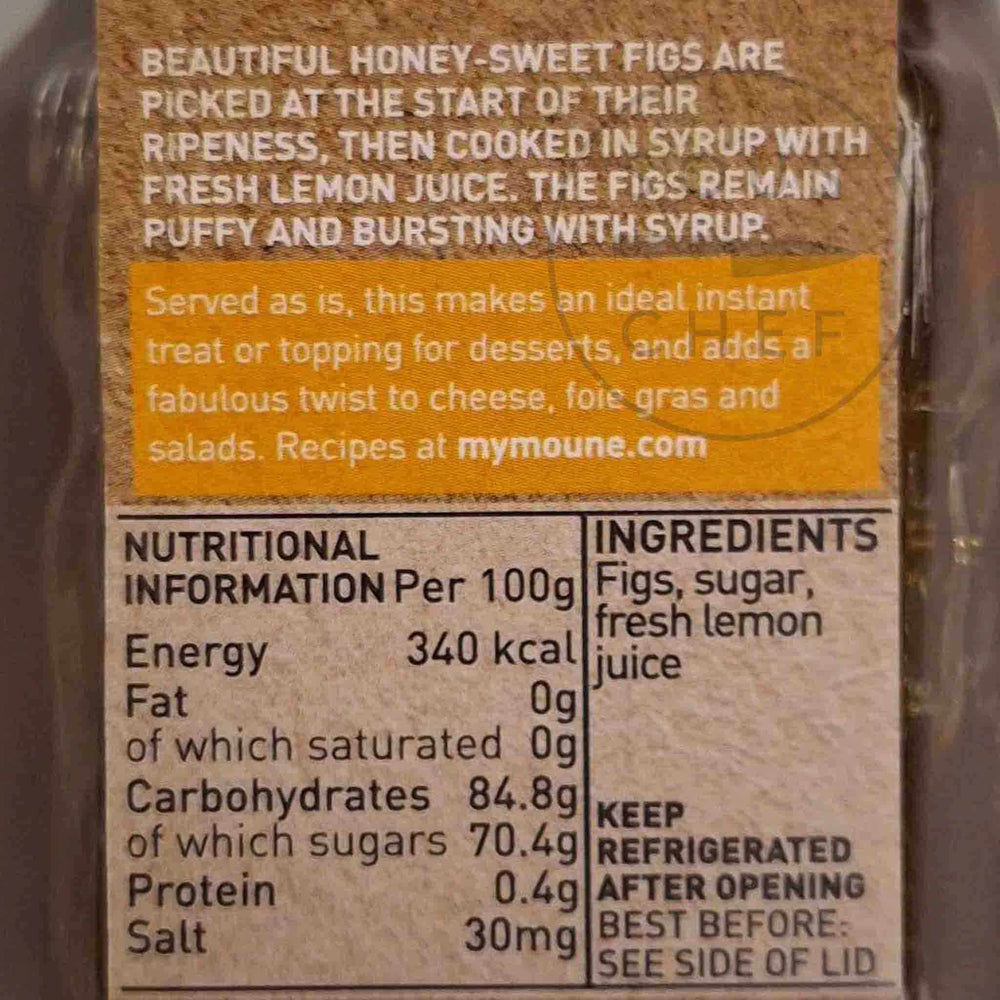 BEAUTIFUL HONEY-SWEET FIGS ARE
PICKED AT THE START OF THEIR
RIPENESS, THEN COOKED IN SYRUP WITH
FRESH LEMON JUICE. THE FIGS REMAIN
PUFFY AND BURSTING WITH SYRUP.
Served as is, this makes an ideal instant
treat or topping for desserts, and adds a
fabulous twist to cheese, foie gras and
salads. Recipes at mymoune.com
CHEF
NUTRITIONAL
INFORMATION Per 100g
Energy 340 kcal
Fat 0g
of which saturated 0g
Carbohydrates 84.8g
of which sugars 70.4g
Protein 0.4g
Salt 30mg
INGREDIENTS
Figs, sugar,
fresh lemon
juice
KEEP
REFRIGERATED
AFTER OPENING
BEST BEFORE:
SEE SIDE OF LID